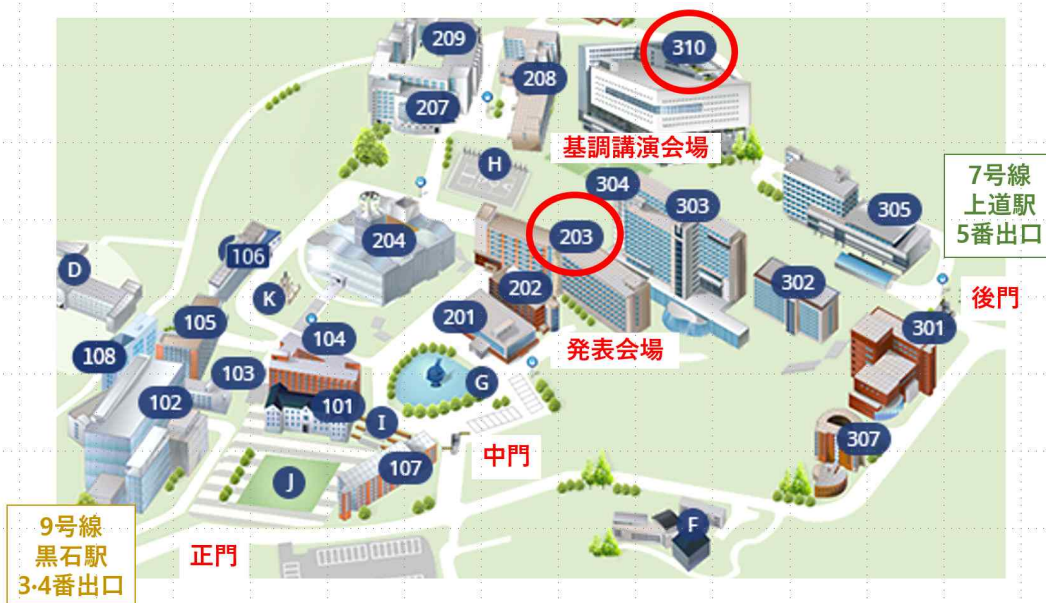 209
310
208
207
基調講演会場
H
304
303
7号線
上道駅
5番出口
305
203
204
106
D
K
202
302
後門
201
105
104
301
発表会場
108
103
G
102
101
I
307
中門
107
J
9号線
黒石駅
3·4番出口
正門
F